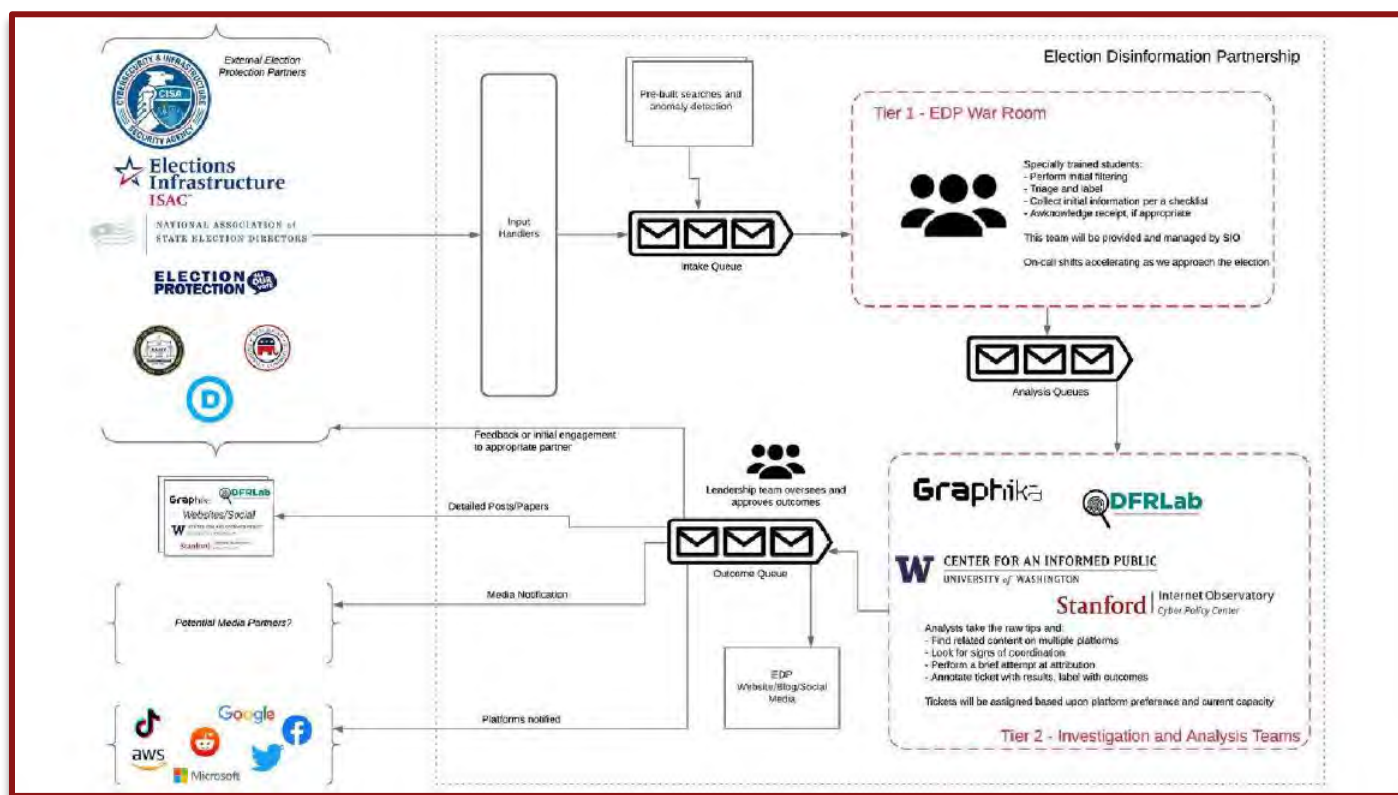 External Election
Protection Partners
CYBERSECURITY & INFRASTRUCTURE
CISA
SECURITY AGENCY
Elections
Infrastructure
ISAC
NATIONAL ASSOCIATION of
STATE ELECTION DIRECTORS
ELECTION
PROTECTION
OUR
VOTE
D
Input
Handlers
Pre-built searches and
anomaly detection
Intake Queue
Election Disinformation Partnership
Tier 1 - EDP War Room
Specially trained students:
- Perform initial filtering
- Triage and label
- Collect initial information per a checklist
- Awknowledge receipt, if appropriate
This team will be provided and managed by SIO
On-call shifts accelerating as we approach the election
Analysis Queues
Graphika
DFRLab
W CENTER FOR AN INFORMED PUBLIC
UNIVERSITY of WASHINGTON
Stanford | Internet Observatory
Cyber Policy Center
Analysts take the raw tips and:
- Find related content on multiple platforms
- Look for signs of coordination
- Perform a brief attempt at attribution
- Annotate ticket with results, label with outcomes
Tickets will be assigned based upon platform preference and current capacity
Tier 2 - Investigation and Analysis Teams
Leadership team oversees and
approves outcomes
Outcome Queue
Feedback or initial engagement
to appropriate partner
Detailed Posts/Papers
Graphika
DFRLab
Websites/Social
W
Stanford
Media Notification
Potential Media Partners?
EDP
Website/Blog/Social
Media
Platforms notified
Google
aws
Microsoft